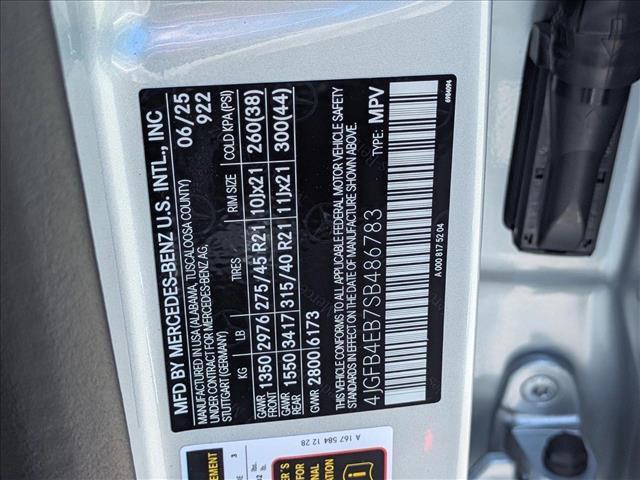 MFD BY MERCEDES-BENZ U.S. INTL., INC
MANUFACTURED IN USA (ALABAMA, TUSCALOOSA COUNTY) 06/25
UNDER CONTRACT FOR MERCEDES-BENZ AG, 922
STUTTGART (GERMANY)
KG LB TIRES RIM SIZE COLD KPA (PSI)
GAWR FRONT 1350 2976 275/45 R21 10Jx21 260(38)
GAWR REAR 1550 3417 315/40 R21 11Jx21 300(44)
GVWR 2800 6173
THIS VEHICLE CONFORMS TO ALL APPLICABLE FEDERAL MOTOR VEHICLE SAFETY
STANDARDS IN EFFECT ON THE DATE OF MANUFACTURE SHOWN ABOVE.
4JGFB4EB7SB486783 TYPE: MPV
A 000 817 52 04
6984094
A 167 584 12 28